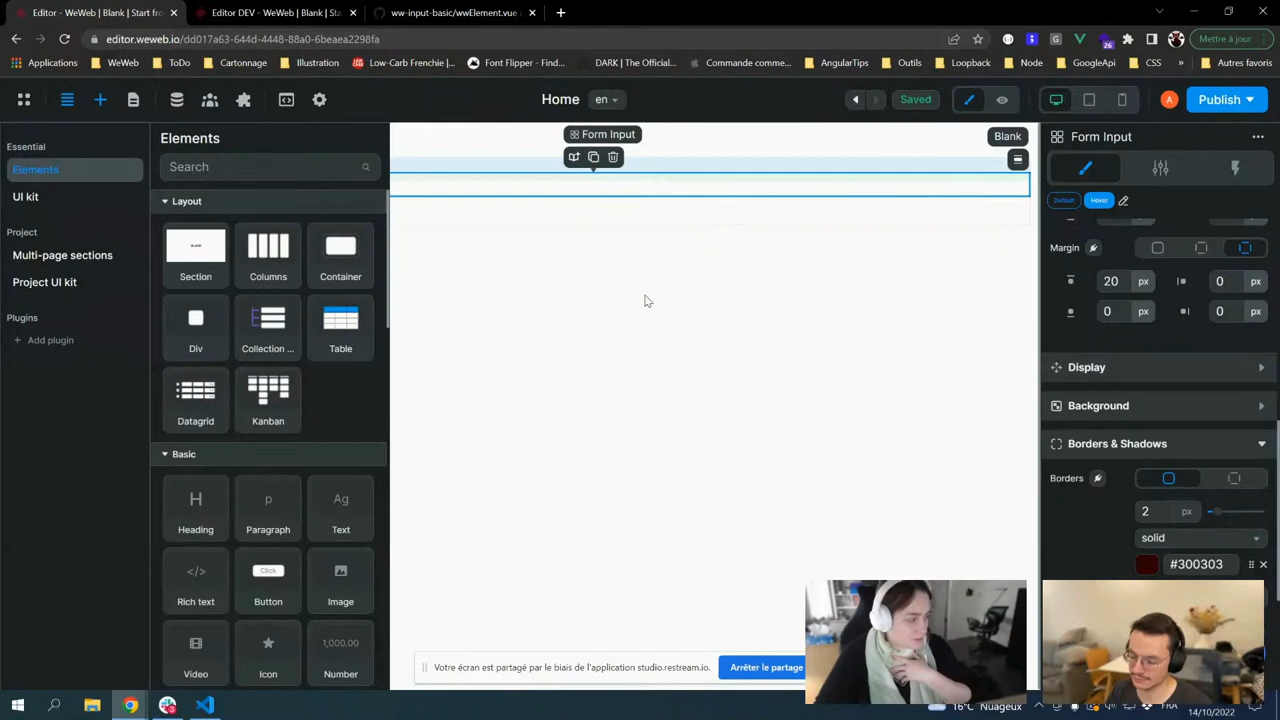 Editor - WeWeb | Blank | Start fro
Editor DEV - WeWeb | Blank | St
ww-input-basic/wwElement.vue
editor.weweb.io/dd017a63-644d-4448-88a0-6beaea2298fa
Mettre à jour
Applications
WeWeb
ToDo
Cartonnage
Illustration
Low-Carb Frenchie |...
Font Flipper - Find...
DARK | The Official...
Commande comme...
AngularTips
Outils
Loopback
Node
GoogleApi
CSS
»
Autres favoris
26
Home
en
Saved
A
Publish
Essential
Elements
UI kit
Project
Multi-page sections
Project UI kit
Plugins
Add plugin
Elements
Search
Layout
BLANK
Section
Columns
Container
Div
Collection ...
Table
Datagrid
Kanban
Basic
H
Heading
p
Paragraph
Ag
Text
</>
Rich text
Click
Button
Image
Video
Icon
1,000.00
Number
Form Input
Blank
Votre écran est partagé par le biais de l'application studio.restream.io.
Arrêter le partage
Form Input
Default
Hover
Margin
20 px
0 px
0 px
0 px
Display
Background
Borders & Shadows
Borders
2 px
solid
#300303
16°C Nuageux
FRA
14/10/2022